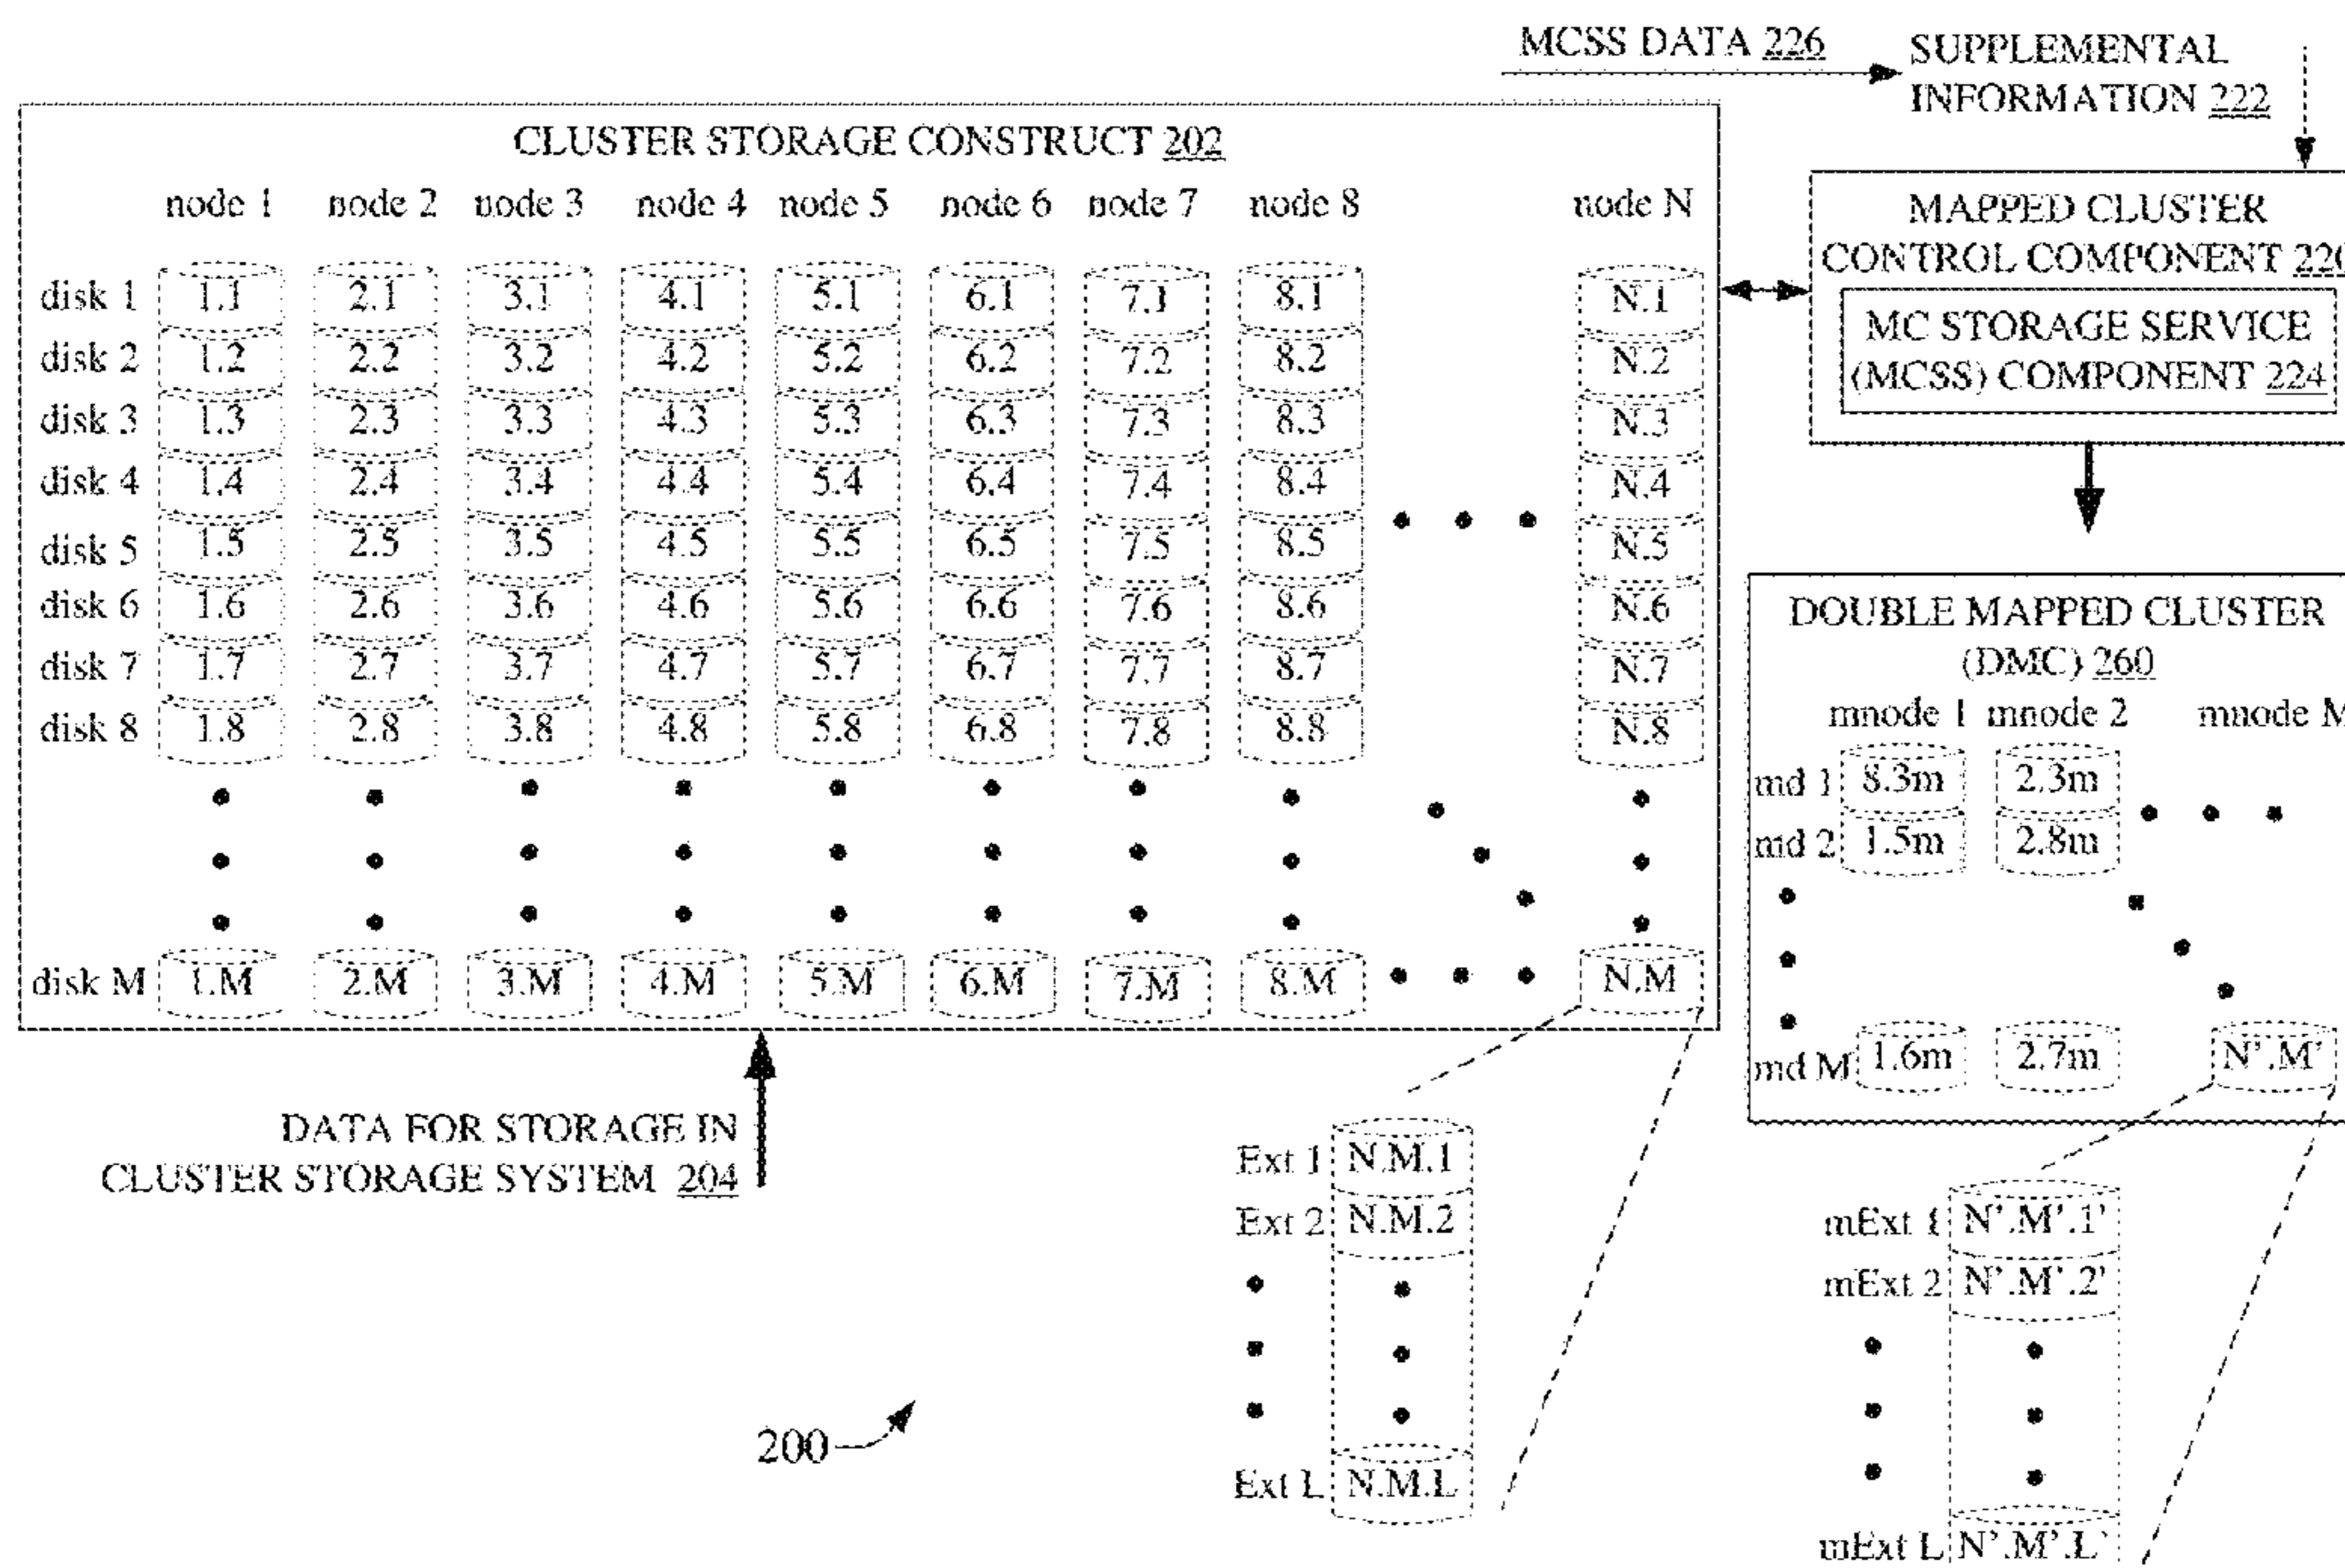 MCSS DATA 226
SUPPLEMENTAL
INFORMATION 222
CLUSTER STORAGE CONSTRUCT 202
node 1 node 2 node 3 node 4 node 5 node 6 node 7 node 8 node N
disk 1 1.1 2.1 3.1 4.1 5.1 6.1 7.1 8.1 N.1
disk 2 1.2 2.2 3.2 4.2 5.2 6.2 7.2 8.2 N.2
disk 3 1.3 2.3 3.3 4.3 5.3 6.3 7.3 8.3 N.3
disk 4 1.4 2.4 3.4 4.4 5.4 6.4 7.4 8.4 N.4
disk 5 1.5 2.5 3.5 4.5 5.5 6.5 7.5 8.5 N.5
disk 6 1.6 2.6 3.6 4.6 5.6 6.6 7.6 8.6 N.6
disk 7 1.7 2.7 3.7 4.7 5.7 6.7 7.7 8.7 N.7
disk 8 1.8 2.8 3.8 4.8 5.8 6.8 7.8 8.8 N.8
disk M 1.M 2.M 3.M 4.M 5.M 6.M 7.M 8.M N.M
MAPPED CLUSTER
CONTROL COMPONENT 220
MC STORAGE SERVICE
(MCSS) COMPONENT 224
DOUBLE MAPPED CLUSTER
(DMC) 260
mnode 1 mnode 2 mnode M
md 1 8.3m 2.3m
md 2 1.5m 2.8m
md M 1.6m 2.7m N'.M'
DATA FOR STORAGE IN
CLUSTER STORAGE SYSTEM 204
Ext 1 N.M.1
Ext 2 N.M.2
Ext L N.M.L
mExt 1 N'.M'.1'
mExt 2 N'.M'.2'
mExt L N'.M'.L'
200